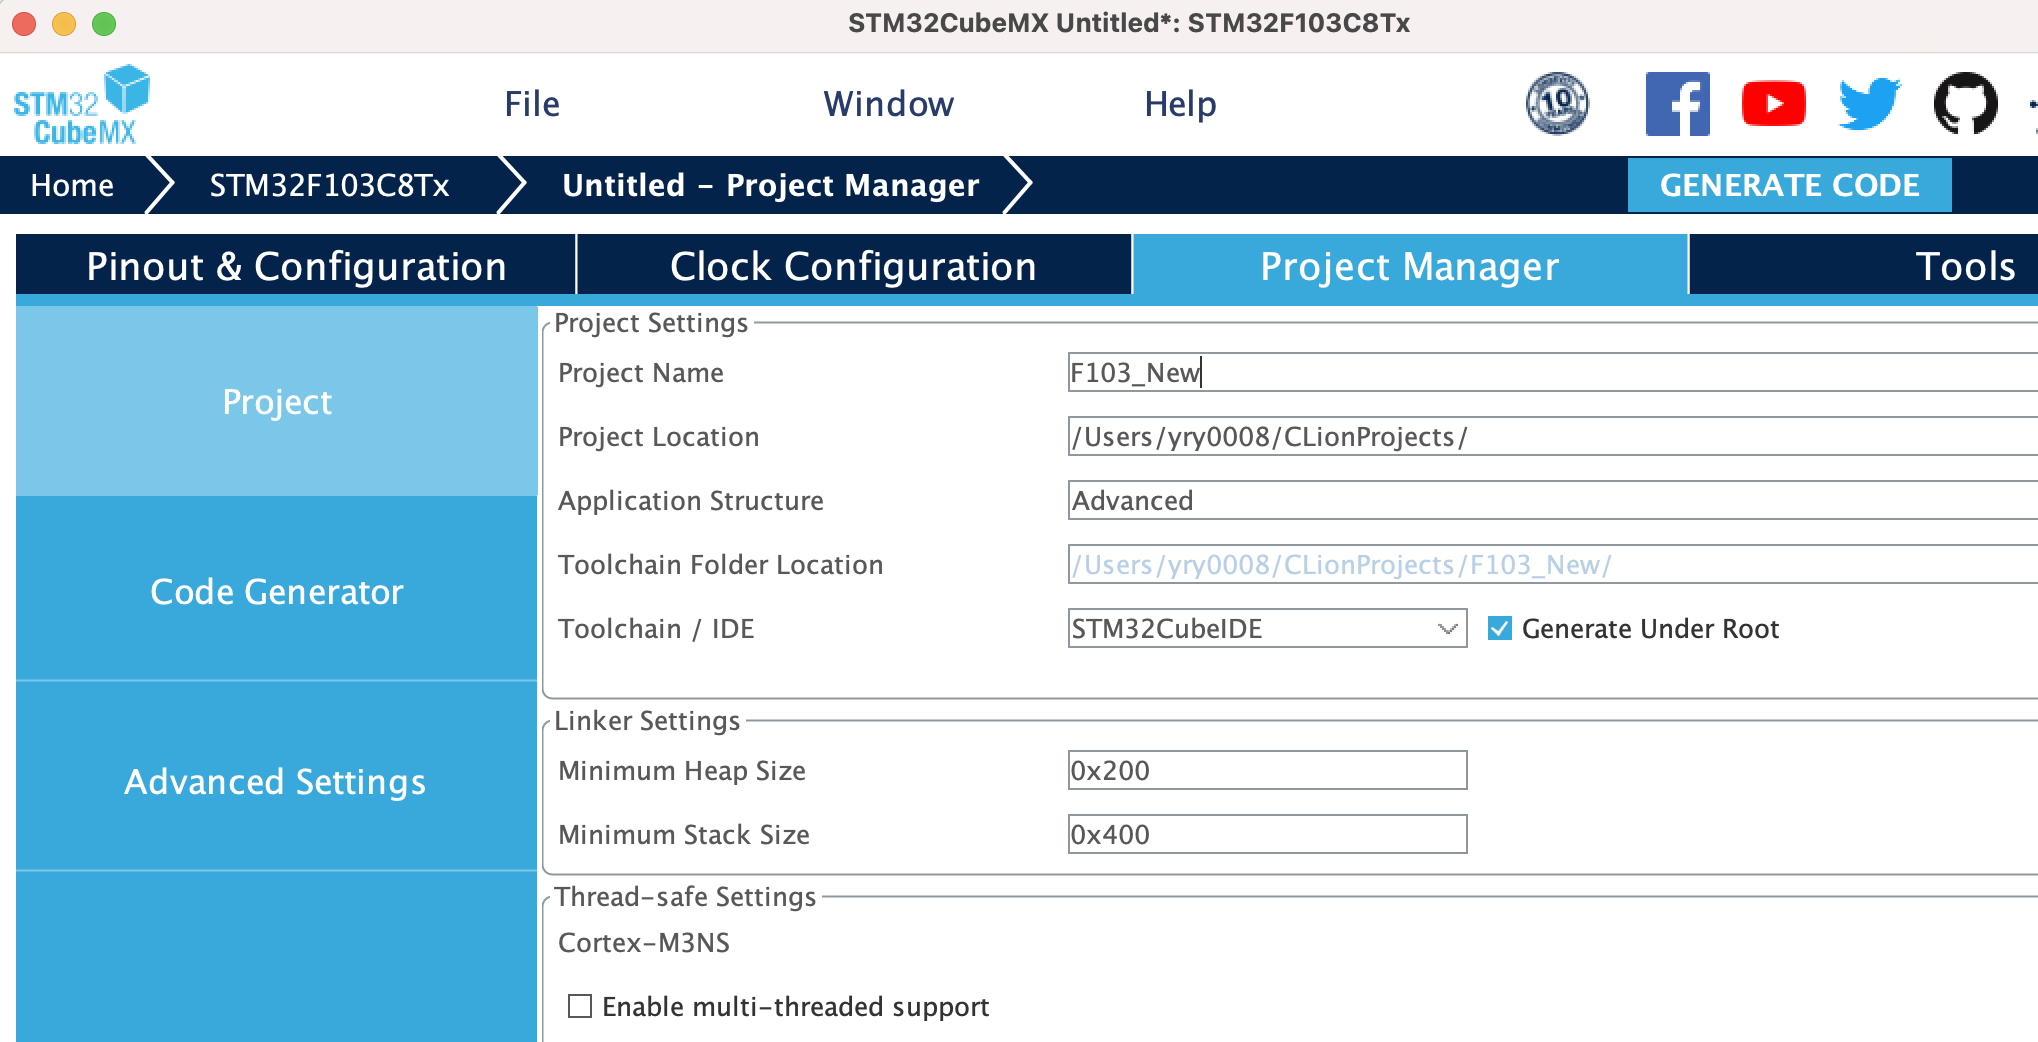 STM32CubeMX Untitled*: STM32F103C8Tx
STM32
CubeMX
File Window Help
10
Home STM32F103C8Tx Untitled - Project Manager GENERATE CODE
Pinout & Configuration Clock Configuration Project Manager Tools
Project
Code Generator
Advanced Settings
Project Settings
Project Name F103_New
Project Location /Users/yry0008/CLionProjects/
Application Structure Advanced
Toolchain Folder Location /Users/yry0008/CLionProjects/F103_New/
Toolchain / IDE STM32CubeIDE Generate Under Root
Linker Settings
Minimum Heap Size 0x200
Minimum Stack Size 0x400
Thread-safe Settings
Cortex-M3NS
Enable multi-threaded support